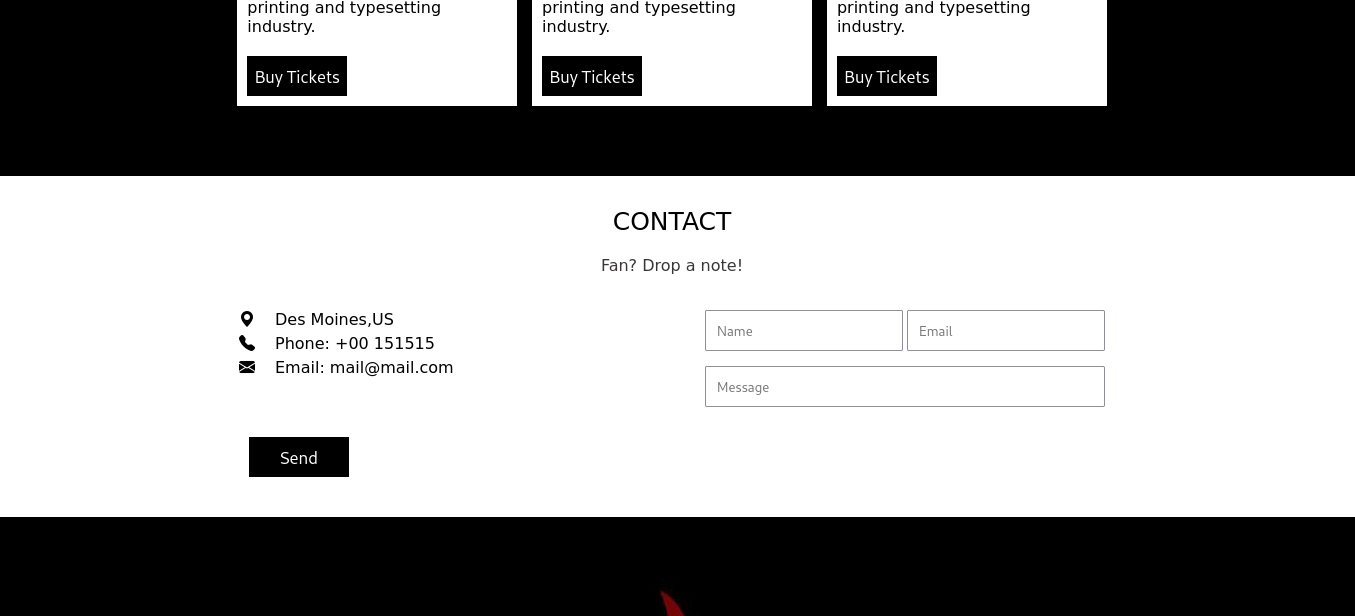 printing and typesetting
industry.
Buy Tickets
printing and typesetting
industry.
Buy Tickets
printing and typesetting
industry.
Buy Tickets
CONTACT
Fan? Drop a note!
Des Moines,US
Phone: +00 151515
Email: mail@mail.com
Name
Email
Message
Send